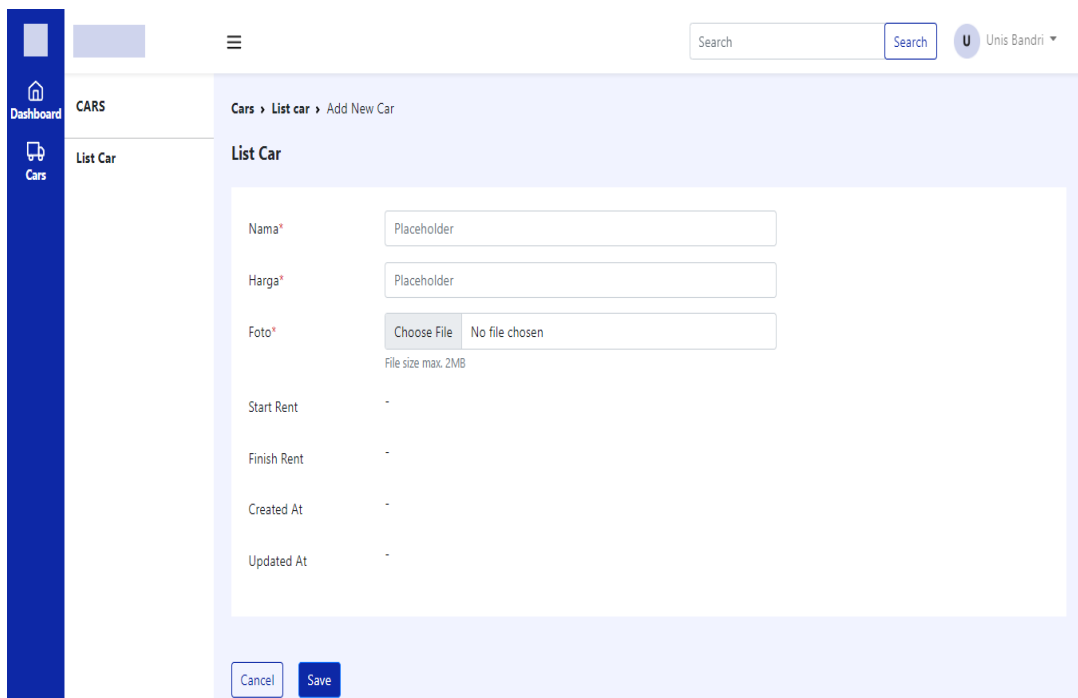 Search
Search
U
Unis Bandri
Dashboard
Cars
CARS
List Car
Cars › List car › Add New Car
List Car
Nama*
Placeholder
Harga*
Placeholder
Foto*
Choose File
No file chosen
File size max. 2MB
Start Rent
-
Finish Rent
-
Created At
-
Updated At
-
Cancel
Save